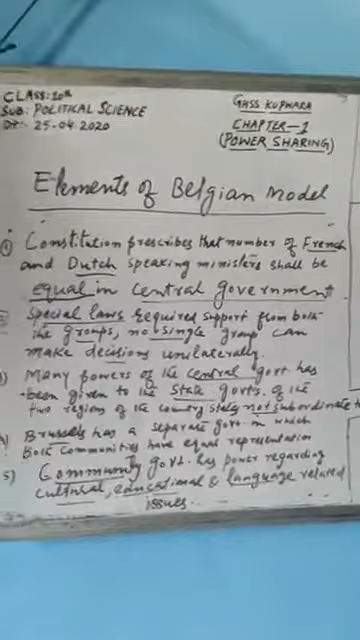 CLASS: 10th
SUB: POLITICAL SCIENCE
DT: 25-04-2020
GHSS KUPWARA
CHAPTER-1
(POWER SHARING)
Elements of Belgian Model
① Constitution prescribes that number of French
and Dutch speaking ministers shall be
equal in central government
special laws required support from both
the groups, no single group can
make decisions unilaterally.
) Many powers of the central govt has
been given to the state govts. of the
two regions of the country state not subordinate to
) Brussels has a separate govt. in which
Both communities have equal representation
5) Community govt. has power regarding
cultural, educational & language related
issues.